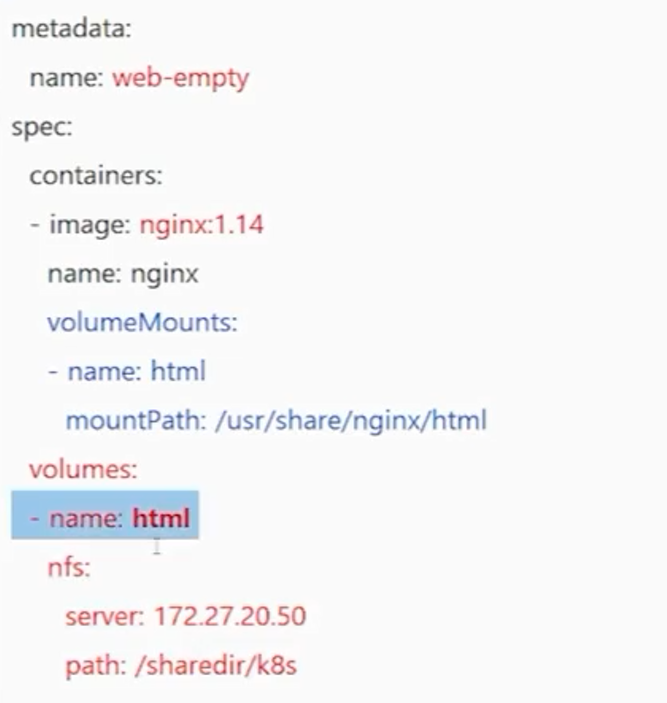 metadata:
name: web-empty
spec:
containers:
- image: nginx:1.14
name: nginx
volumeMounts:
- name: html
mountPath: /usr/share/nginx/html
volumes:
- name: html
nfs:
server: 172.27.20.50
path: /sharedir/k8s